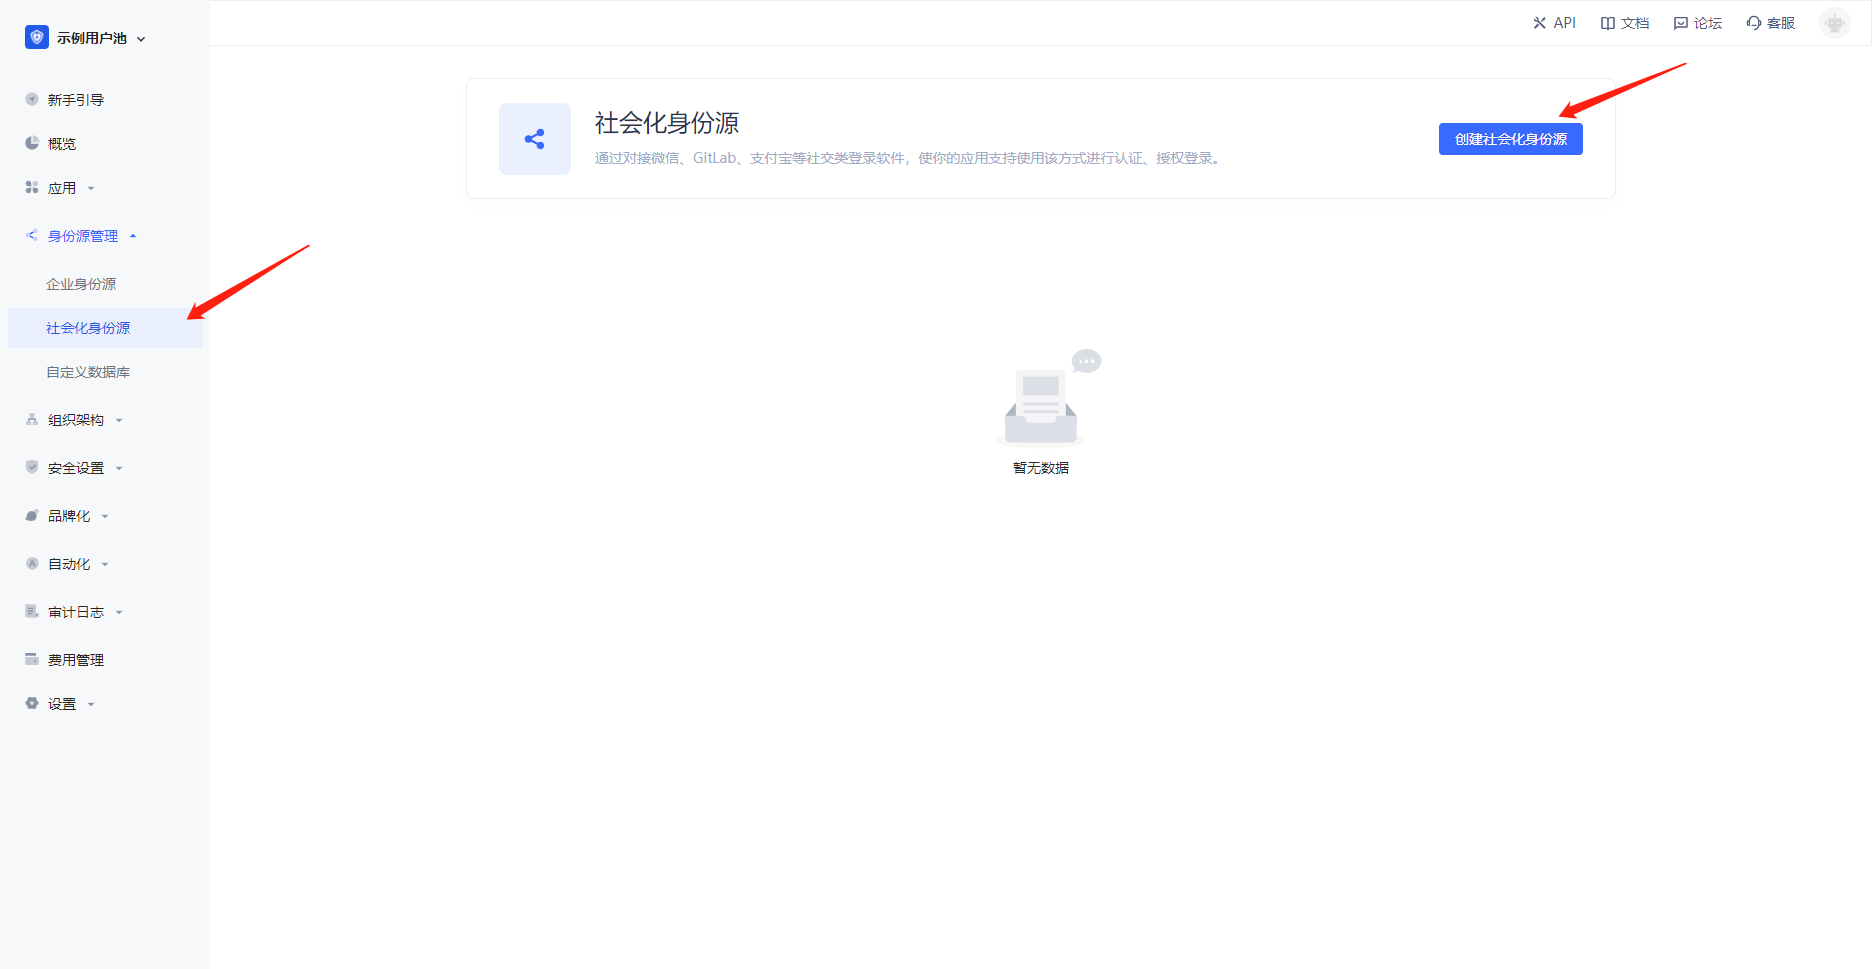 示例用户池
API
文档
论坛
客服
新手引导
概览
应用
身份源管理
企业身份源
社会化身份源
自定义数据库
组织架构
安全设置
品牌化
自动化
审计日志
费用管理
设置
社会化身份源
通过对接微信、GitLab、支付宝等社交类登录软件，使你的应用支持使用该方式进行认证、授权登录。
创建社会化身份源
暂无数据